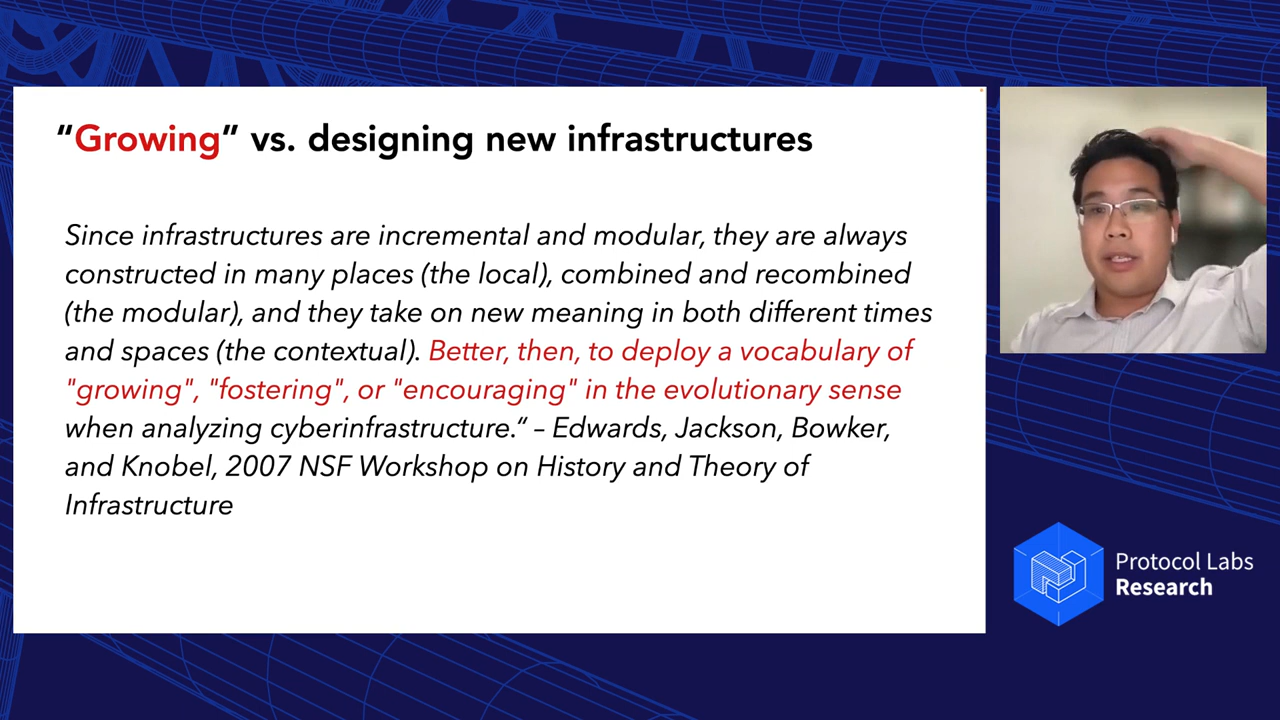 “Growing” vs. designing new infrastructures
Since infrastructures are incremental and modular, they are always
constructed in many places (the local), combined and recombined
(the modular), and they take on new meaning in both different times
and spaces (the contextual). Better, then, to deploy a vocabulary of
"growing", "fostering", or "encouraging" in the evolutionary sense
when analyzing cyberinfrastructure.“ – Edwards, Jackson, Bowker,
and Knobel, 2007 NSF Workshop on History and Theory of
Infrastructure
Protocol Labs
Research